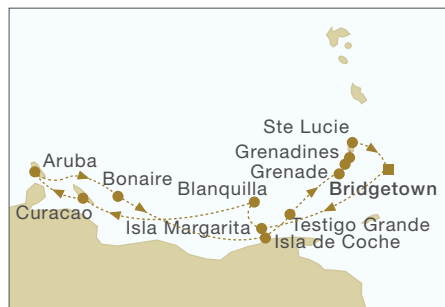 Ste Lucie
Grenadines
Aruba
Grenade
Bonaire
Blanquilla
Bridgetown
Curacao
Isla Margarita
Testigo Grande
Isla de Coche